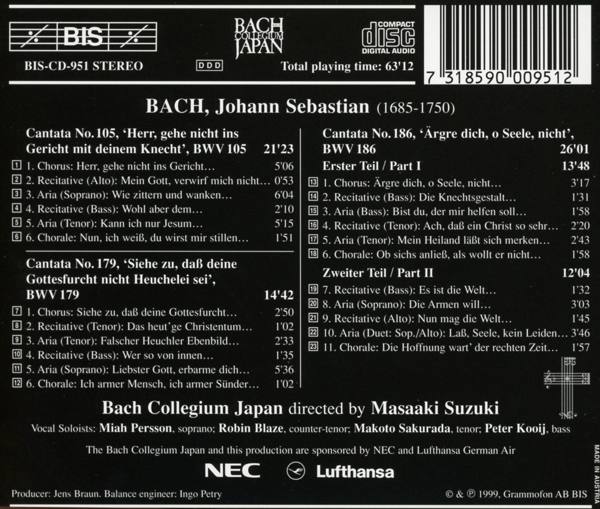 BIS
BIS-CD-951 STEREO
BACH
COLLEGIUM
JAPAN
DDD
COMPACT
disc
DIGITAL AUDIO
Total playing time: 63'12
7 318590 009512
BACH, Johann Sebastian (1685-1750)
Cantata No. 105, ‘Herr, gehe nicht ins
Gericht mit deinem Knecht’, BWV 105 21'23
1 1. Chorus: Herr, gehe nicht ins Gericht… 5'06
2 2. Recitative (Alto): Mein Gott, verwirf mich nicht… 0'53
3 3. Aria (Soprano): Wie zittern und wanken… 6'04
4 4. Recitative (Bass): Wohl aber dem… 2'10
5 5. Aria (Tenor): Kann ich nur Jesum… 5'15
6 6. Chorale: Nun, ich weiß, du wirst mir stillen… 1'51
Cantata No. 179, ‘Siehe zu, daß deine
Gottesfurcht nicht Heuchelei sei’,
BWV 179 14'42
7 1. Chorus: Siehe zu, daß deine Gottesfurcht… 2'50
8 2. Recitative (Tenor): Das heut'ge Christentum… 1'02
9 3. Aria (Tenor): Falscher Heuchler Ebenbild… 2'33
10 4. Recitative (Bass): Wer so von innen… 1'35
11 5. Aria (Soprano): Liebster Gott, erbarme dich… 5'36
12 6. Chorale: Ich armer Mensch, ich armer Sünder… 1'02
Cantata No. 186, ‘Ärgre dich, o Seele, nicht’,
BWV 186 26'01
Erster Teil / Part I 13'48
13 1. Chorus: Ärgre dich, o Seele, nicht… 3'17
14 2. Recitative (Bass): Die Knechtsgestalt… 1'31
15 3. Aria (Bass): Bist du, der mir helfen soll… 1'58
16 4. Recitative (Tenor): Ach, daß ein Christ so sehr… 2'20
17 5. Aria (Tenor): Mein Heiland läßt sich merken… 2'43
18 6. Chorale: Ob sichs anließ, als wollt er nicht… 1'58
Zweiter Teil / Part II 12'04
19 7. Recitative (Bass): Es ist die Welt… 1'32
20 8. Aria (Soprano): Die Armen will… 3'03
21 9. Recitative (Alto): Nun mag die Welt… 1'45
22 10. Aria (Duet: Sop./Alto): Laß, Seele, kein Leiden… 3'46
23 11. Chorale: Die Hoffnung wart' der rechten Zeit… 1'57
Bach Collegium Japan directed by Masaaki Suzuki
Vocal Soloists: Miah Persson, soprano; Robin Blaze, counter-tenor; Makoto Sakurada, tenor; Peter Kooij, bass
The Bach Collegium Japan and this production are sponsored by NEC and Lufthansa German Air
NEC Lufthansa
Producer: Jens Braun. Balance engineer: Ingo Petry
© & ℗ 1999, Grammofon AB BIS
MADE IN AUSTRIA